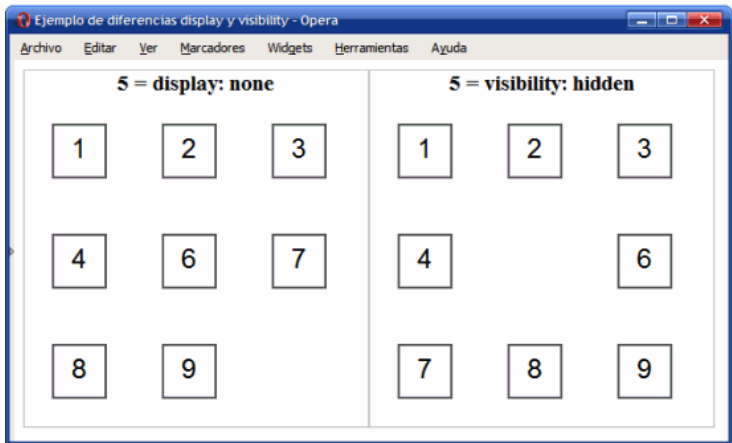 Ejemplo de diferencias display y visibility - Opera
Archivo Editar Ver Marcadores Widgets Herramientas Ayuda
5 = display: none
1 2 3
4 6 7
8 9
5 = visibility: hidden
1 2 3
4 6
7 8 9